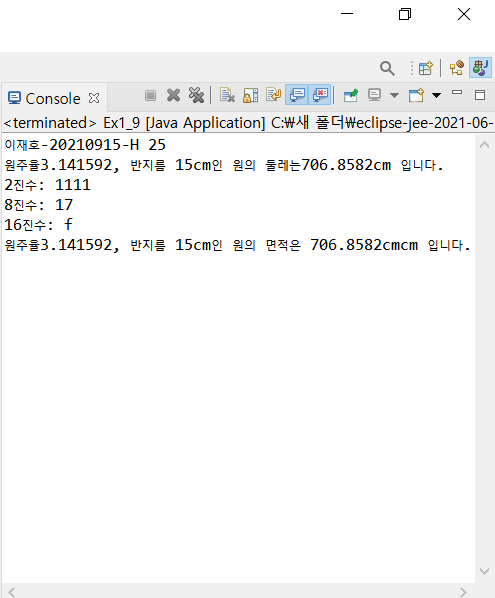 Console
<terminated> Ex1_9 [Java Application] C:₩새 폴더₩eclipse-jee-2021-06-
이재호-20210915-H 25
원주율3.141592, 반지름 15cm인 원의 둘레는706.8582cm 입니다.
2진수: 1111
8진수: 17
16진수: f
원주율3.141592, 반지름 15cm인 원의 면적은 706.8582cmcm 입니다.